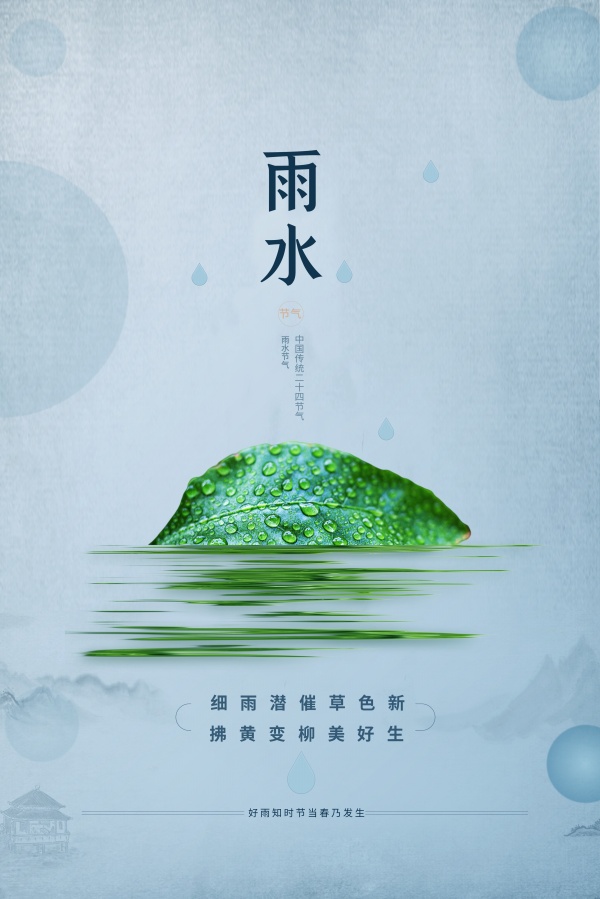 雨水
节气
中国传统二十四节气
雨水节气
细雨潜催草色新
拂黄变柳美好生
好雨知时节当春乃发生